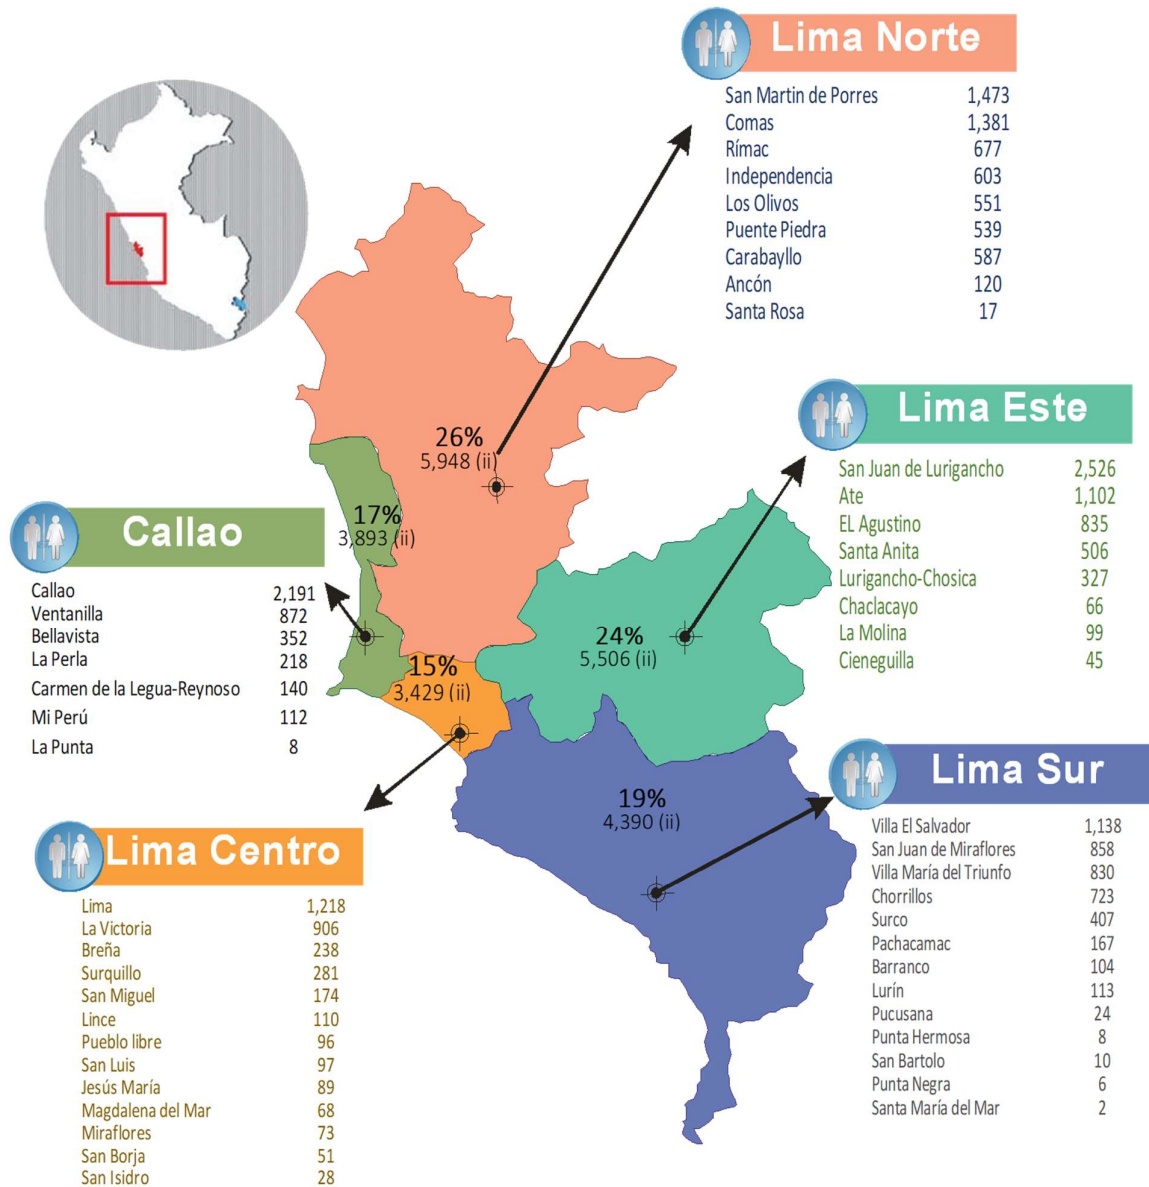 Lima Norte
San Martin de Porres 1,473
Comas 1,381
Rímac 677
Independencia 603
Los Olivos 551
Puente Piedra 539
Carabayllo 587
Ancón 120
Santa Rosa 17
Lima Este
San Juan de Lurigancho 2,526
Ate 1,102
EL Agustino 835
Santa Anita 506
Lurigancho-Chosica 327
Chaclacayo 66
La Molina 99
Cieneguilla 45
26%
5,948 (ii)
17%
3,893 (ii)
24%
5,506 (ii)
15%
3,429 (ii)
19%
4,390 (ii)
Callao
Callao 2,191
Ventanilla 872
Bellavista 352
La Perla 218
Carmen de la Legua-Reynoso 140
Mi Perú 112
La Punta 8
Lima Sur
Villa El Salvador 1,138
San Juan de Miraflores 858
Villa María del Triunfo 830
Chorrillos 723
Surco 407
Pachacamac 167
Barranco 104
Lurín 113
Pucusana 24
Punta Hermosa 8
San Bartolo 10
Punta Negra 6
Santa María del Mar 2
Lima Centro
Lima 1,218
La Victoria 906
Breña 238
Surquillo 281
San Miguel 174
Lince 110
Pueblo libre 96
San Luis 97
Jesús María 89
Magdalena del Mar 68
Miraflores 73
San Borja 51
San Isidro 28